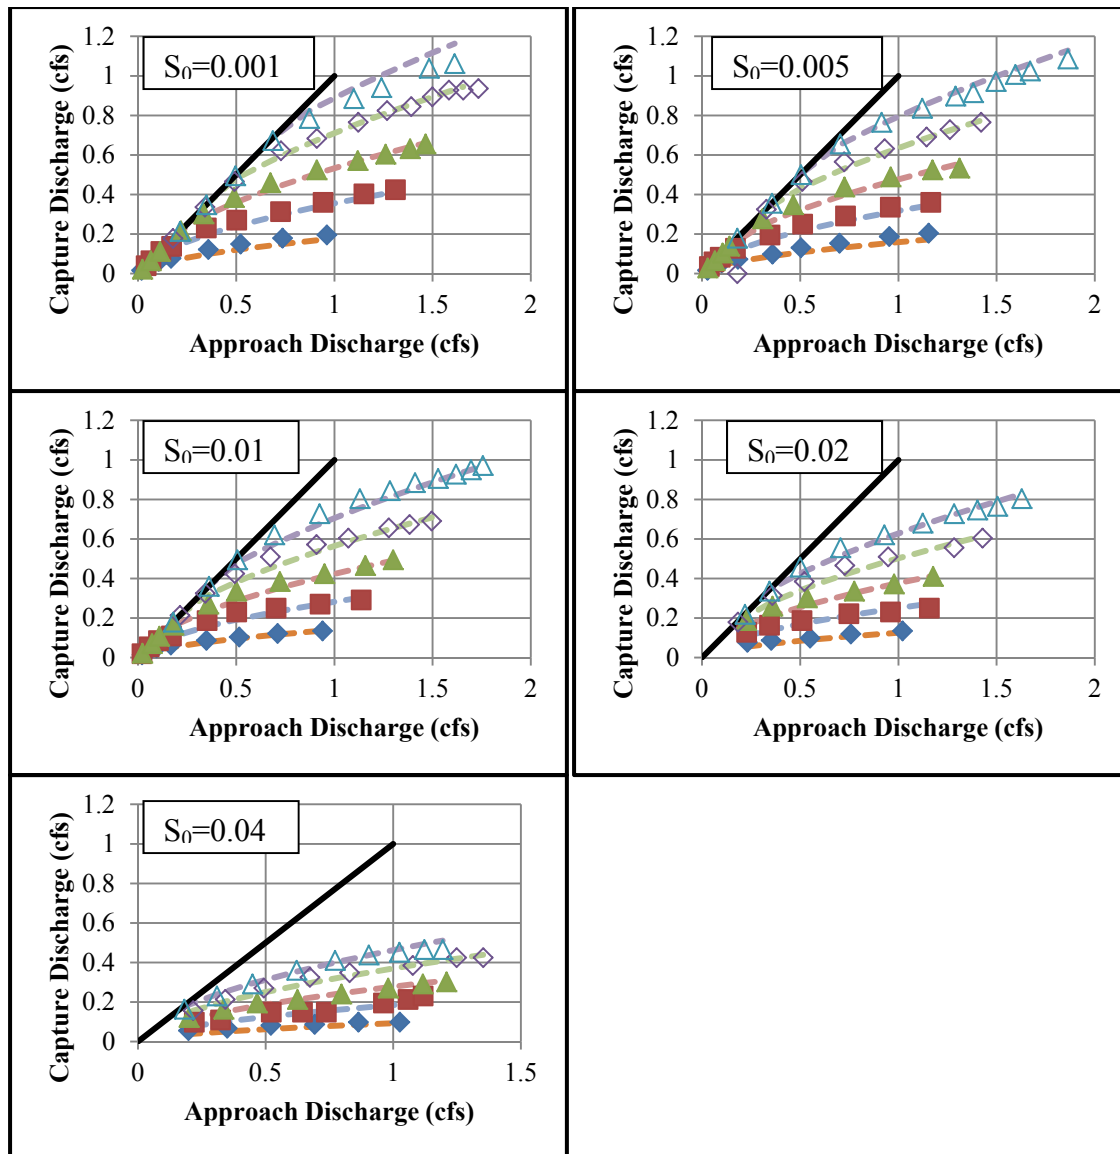 S₀=0.001
Capture Discharge (cfs)
1.2
1
0.8
0.6
0.4
0.2
0
0 0.5 1 1.5 2
Approach Discharge (cfs)
S₀=0.005
Capture Discharge (cfs)
1.2
1
0.8
0.6
0.4
0.2
0
0 0.5 1 1.5 2
Approach Discharge (cfs)
S₀=0.01
Capture Discharge (cfs)
1.2
1
0.8
0.6
0.4
0.2
0
0 0.5 1 1.5 2
Approach Discharge (cfs)
S₀=0.02
Capture Discharge (cfs)
1.2
1
0.8
0.6
0.4
0.2
0
0 0.5 1 1.5 2
Approach Discharge (cfs)
S₀=0.04
Capture Discharge (cfs)
1.2
1
0.8
0.6
0.4
0.2
0
0 0.5 1 1.5
Approach Discharge (cfs)